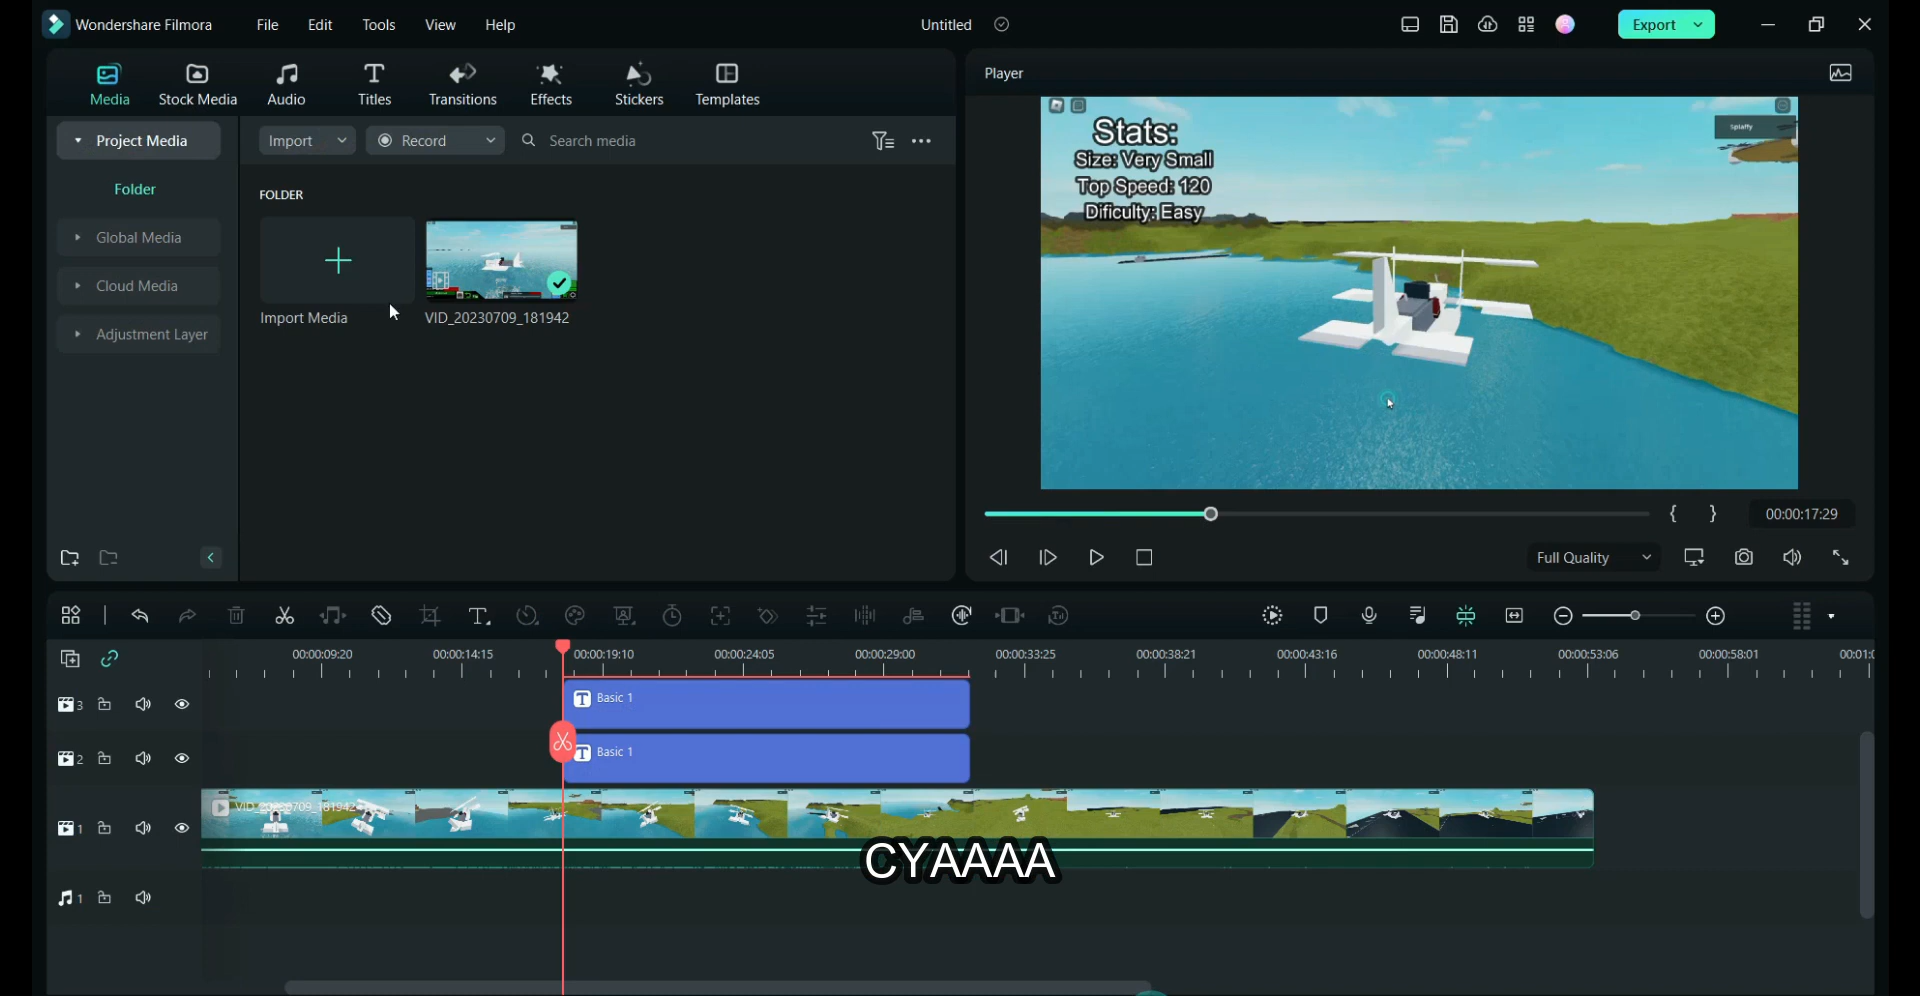 Wondershare Filmora
File
Edit
Tools
View
Help
Untitled
Export
Media
Stock Media
Audio
Titles
Transitions
Effects
Stickers
Templates
Player
Project Media
Folder
Global Media
Cloud Media
Adjustment Layer
Import
Record
Search media
FOLDER
Import Media
VID_20230709_181942
Stats:
Size: Very Small
Top Speed: 120
Dificulty: Easy
Splaffy
00:00:17:29
Full Quality
00:00:09:20
00:00:14:15
00:00:19:10
00:00:24:05
00:00:29:00
00:00:33:25
00:00:38:21
00:00:43:16
00:00:48:11
00:00:53:06
00:00:58:01
00:01:0
3
T Basic 1
2
T Basic 1
1
VID_20230709_181942
CYAAAA
1